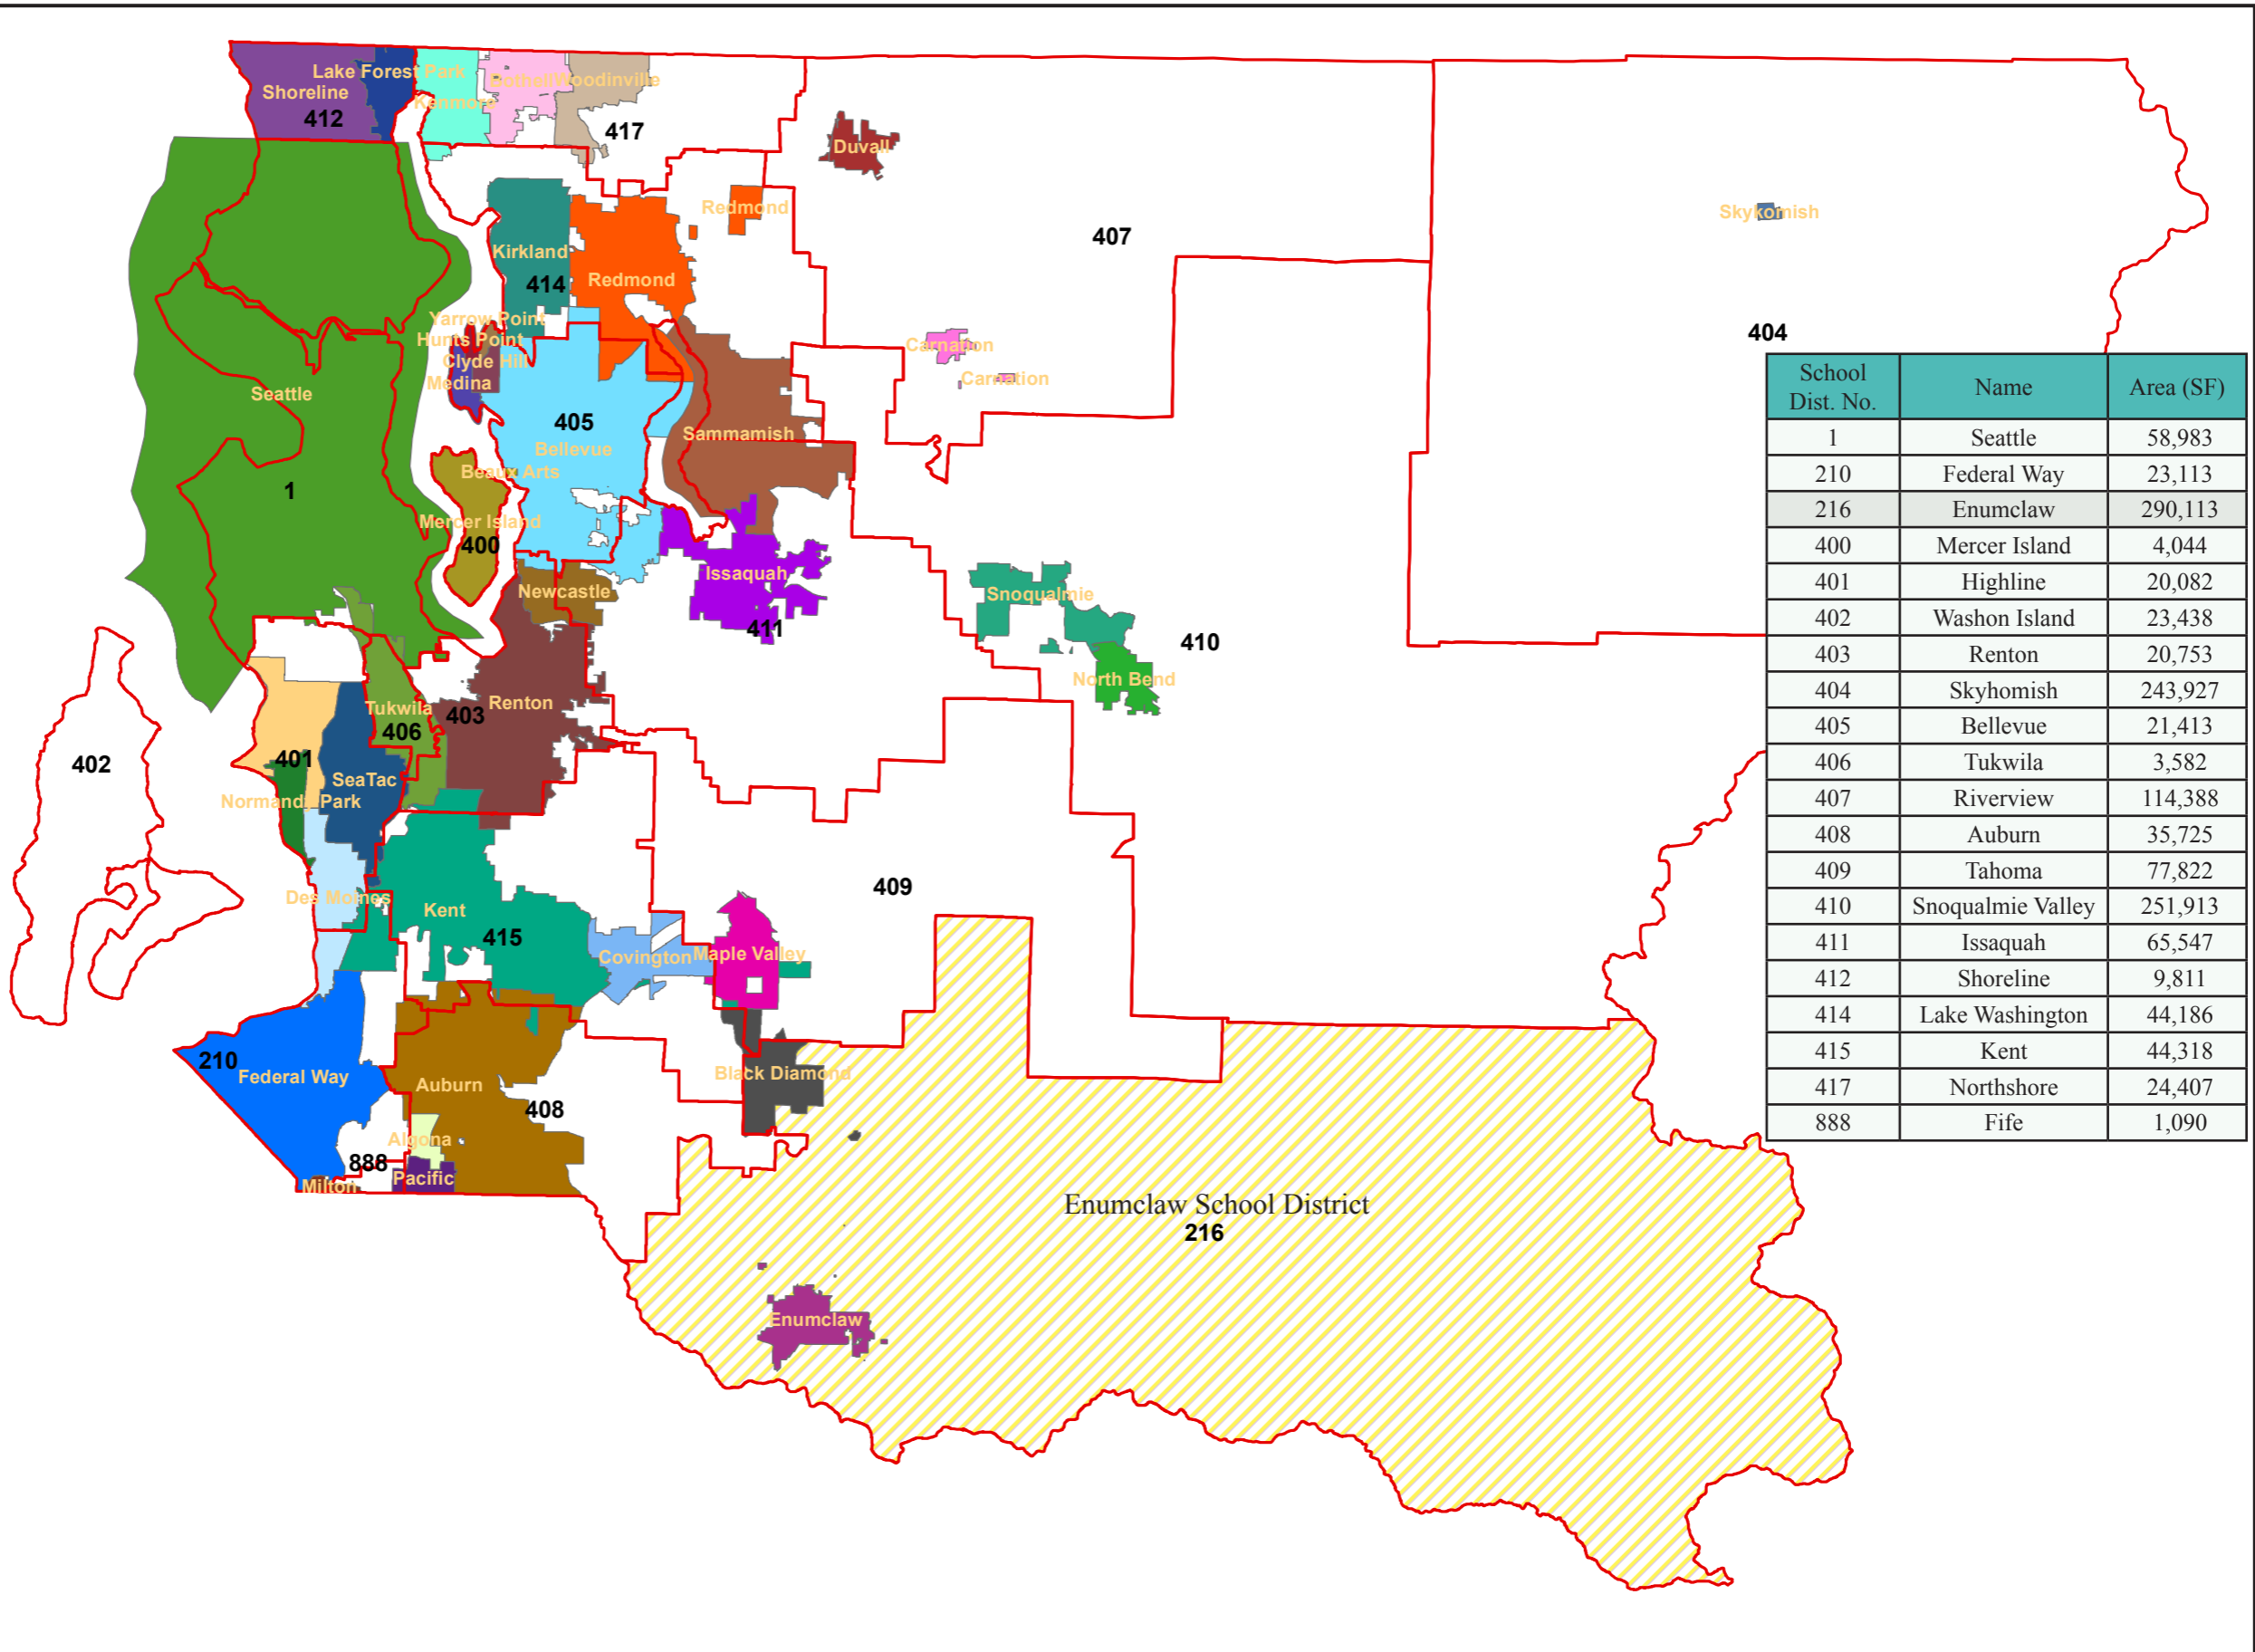 Lake Forest Park
Shoreline
412
Kenmore
Bothell
Woodinville
417
Duvall
Redmond
Skykomish
407
Kirkland
414
Redmond
404
Yarrow Point
Hunts Point
Clyde Hill
Medina
Carnation
Carnation
Seattle
405
Bellevue
Sammamish
Beaux Arts
1
Mercer Island
400
Newcastle
Issaquah
411
Snoqualmie
410
North Bend
Renton
403
Tukwila
406
402
401
SeaTac
Normandy Park
Des Moines
Kent
415
409
Covington
Maple Valley
210
Federal Way
Auburn
408
Black Diamond
Algona
888
Milton
Pacific
Enumclaw School District
216
Enumclaw
School Dist. No. Name Area (SF)
1 Seattle 58,983
210 Federal Way 23,113
216 Enumclaw 290,113
400 Mercer Island 4,044
401 Highline 20,082
402 Washon Island 23,438
403 Renton 20,753
404 Skyhomish 243,927
405 Bellevue 21,413
406 Tukwila 3,582
407 Riverview 114,388
408 Auburn 35,725
409 Tahoma 77,822
410 Snoqualmie Valley 251,913
411 Issaquah 65,547
412 Shoreline 9,811
414 Lake Washington 44,186
415 Kent 44,318
417 Northshore 24,407
888 Fife 1,090